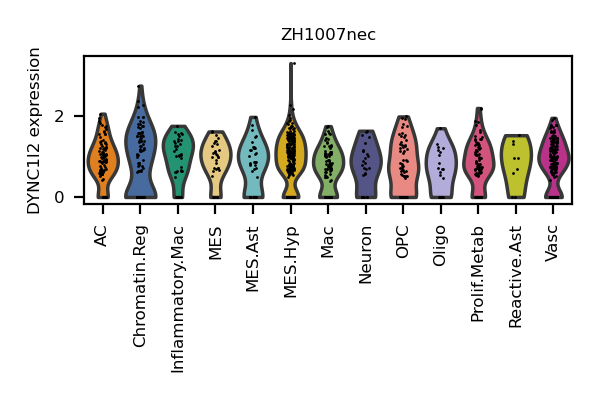 ZH1007nec
DYNC1I2 expression
2
0
AC
Chromatin.Reg
Inflammatory.Mac
MES
MES.Ast
MES.Hyp
Mac
Neuron
OPC
Oligo
Prolif.Metab
Reactive.Ast
Vasc